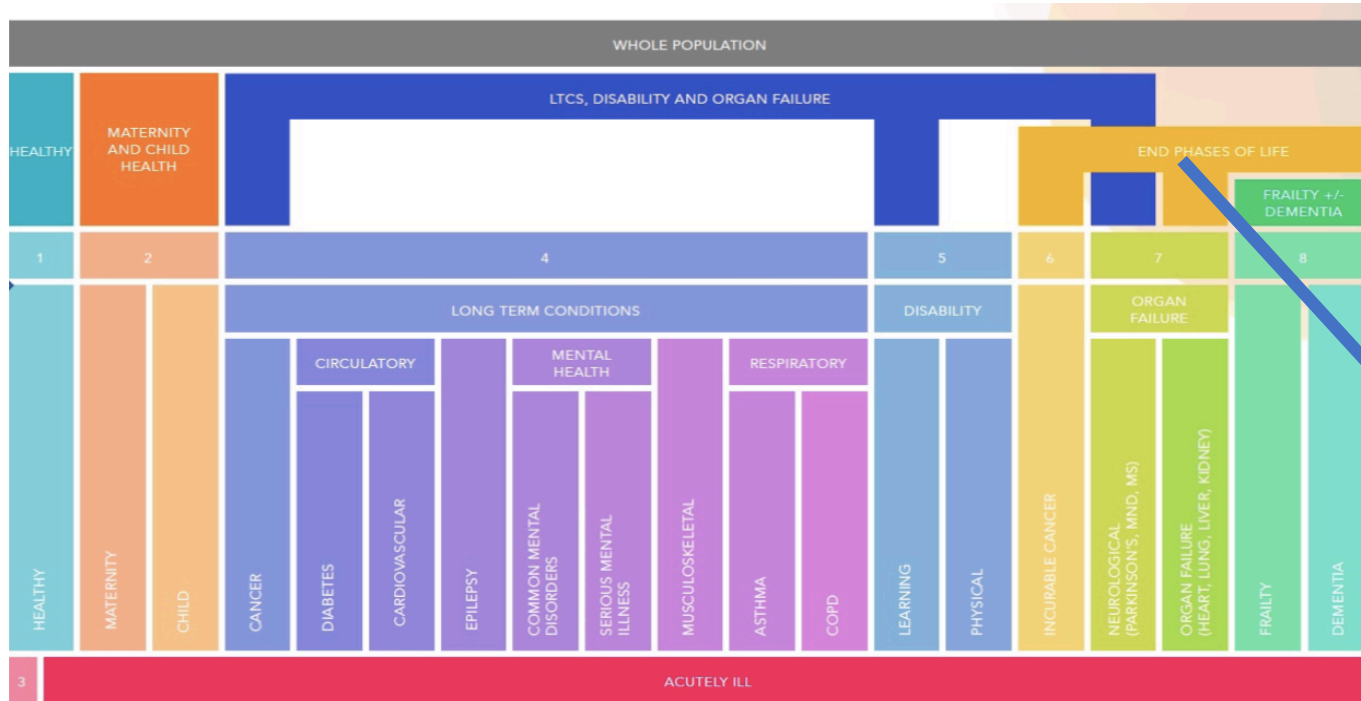 WHOLE POPULATION
HEALTHY
MATERNITY
AND CHILD
HEALTH
LTCS, DISABILITY AND ORGAN FAILURE
END PHASES OF LIFE
FRAILTY +/-
DEMENTIA
1
2
4
5
6
7
8
LONG TERM CONDITIONS
DISABILITY
ORGAN
FAILURE
CIRCULATORY
MENTAL
HEALTH
RESPIRATORY
HEALTHY
MATERNITY
CHILD
CANCER
DIABETES
CARDIOVASCULAR
EPILEPSY
COMMON MENTAL
DISORDERS
SERIOUS MENTAL
ILLNESS
MUSCULOSKELETAL
ASTHMA
COPD
LEARNING
PHYSICAL
INCURABLE CANCER
NEUROLOGICAL
(PARKINSON'S, MND, MS)
ORGAN FAILURE
(HEART, LUNG, LIVER, KIDNEY)
FRAILTY
DEMENTIA
3
ACUTELY ILL